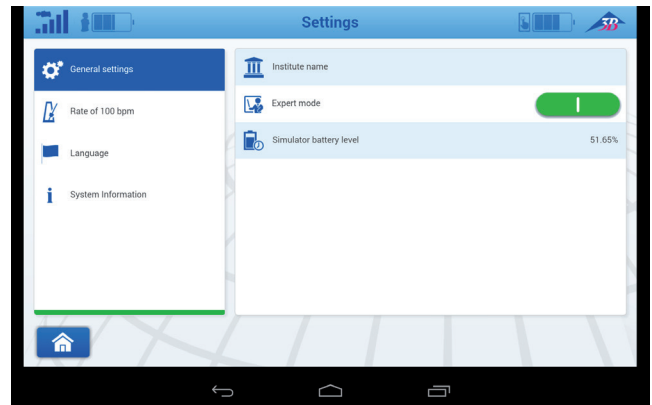 Settings
3B
General settings
Rate of 100 bpm
Language
System Information
Institute name
Expert mode
Simulator battery level 51.65%